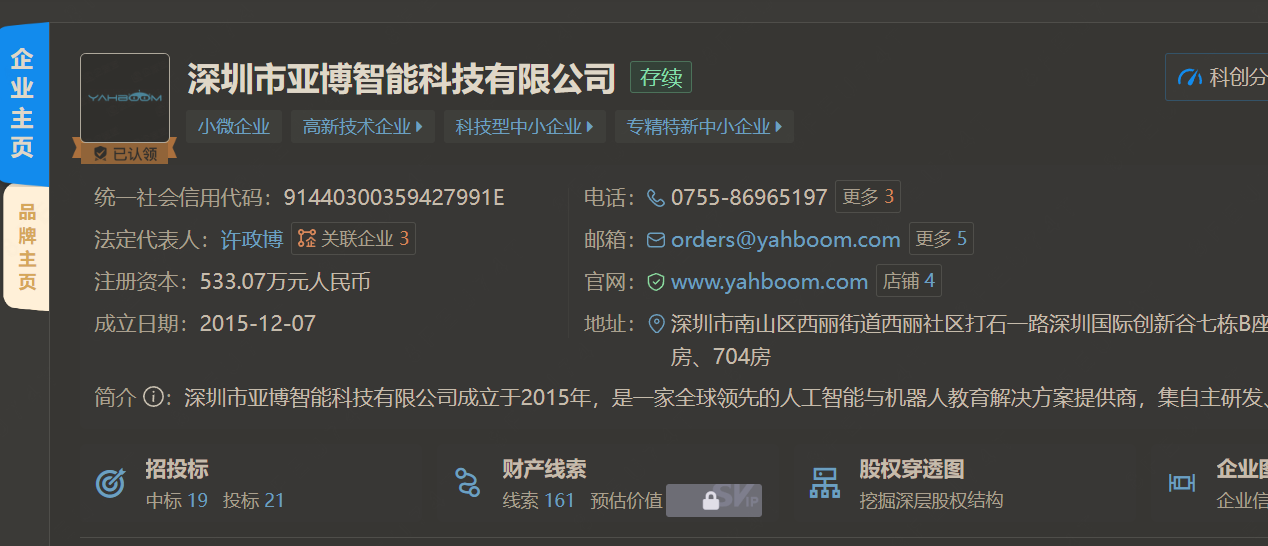 企业主页
品牌主页
YAHBOOM
已认领
深圳市亚博智能科技有限公司 存续
科创分
小微企业 高新技术企业 科技型中小企业 专精特新中小企业
统一社会信用代码：91440300359427991E
电话：0755-86965197 更多 3
法定代表人：许政博 关联企业 3
邮箱：orders@yahboom.com 更多 5
注册资本：533.07万元人民币
官网：www.yahboom.com 店铺 4
成立日期：2015-12-07
地址：深圳市南山区西丽街道西丽社区打石一路深圳国际创新谷七栋B座
房、704房
简介：深圳市亚博智能科技有限公司成立于2015年，是一家全球领先的人工智能与机器人教育解决方案提供商，集自主研发、
招投标
中标 19 投标 21
财产线索
线索 161 预估价值 SVIP
股权穿透图
挖掘深层股权结构
企业图
企业信